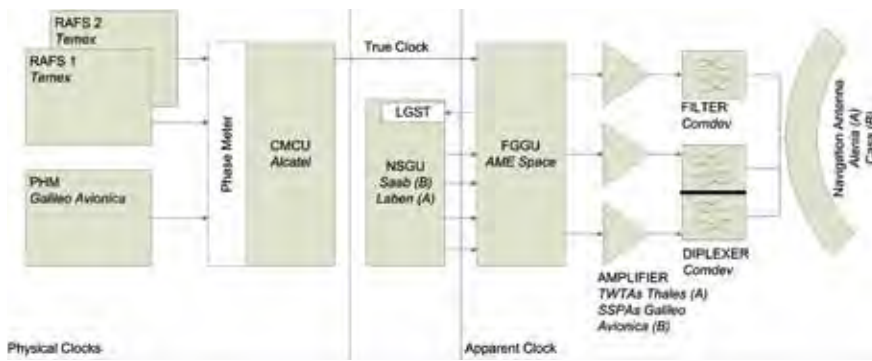 RAFS 2
Temex
RAFS 1
Temex
PHM
Galileo Avionica
Phase Meter
CMCU
Alcatel
True Clock
LGST
NSGU
Saab (B)
Laben (A)
FGGU
AME Space
FILTER
Comdev
DIPLEXER
Comdev
AMPLIFIER
TWTAs Thales (A)
SSPAs Galileo
Avionica (B)
Navigation Antenna
Alenia (A)
Casa (B)
Physical Clocks
Apparent Clock